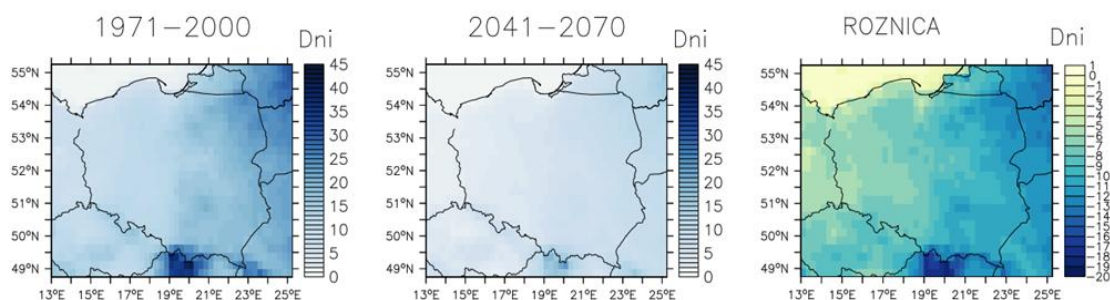 1971−2000
Dni
55°N
54°N
53°N
52°N
51°N
50°N
49°N
13°E 15°E 17°E 19°E 21°E 23°E 25°E
45
40
35
30
25
20
15
10
5
0
2041−2070
Dni
55°N
54°N
53°N
52°N
51°N
50°N
49°N
13°E 15°E 17°E 19°E 21°E 23°E 25°E
45
40
35
30
25
20
15
10
5
0
ROZNICA
Dni
55°N
54°N
53°N
52°N
51°N
50°N
49°N
13°E 15°E 17°E 19°E 21°E 23°E 25°E
1
0
−1
−2
−3
−4
−5
−6
−7
−8
−9
−10
−11
−12
−13
−14
−15
−16
−17
−18
−19
−20